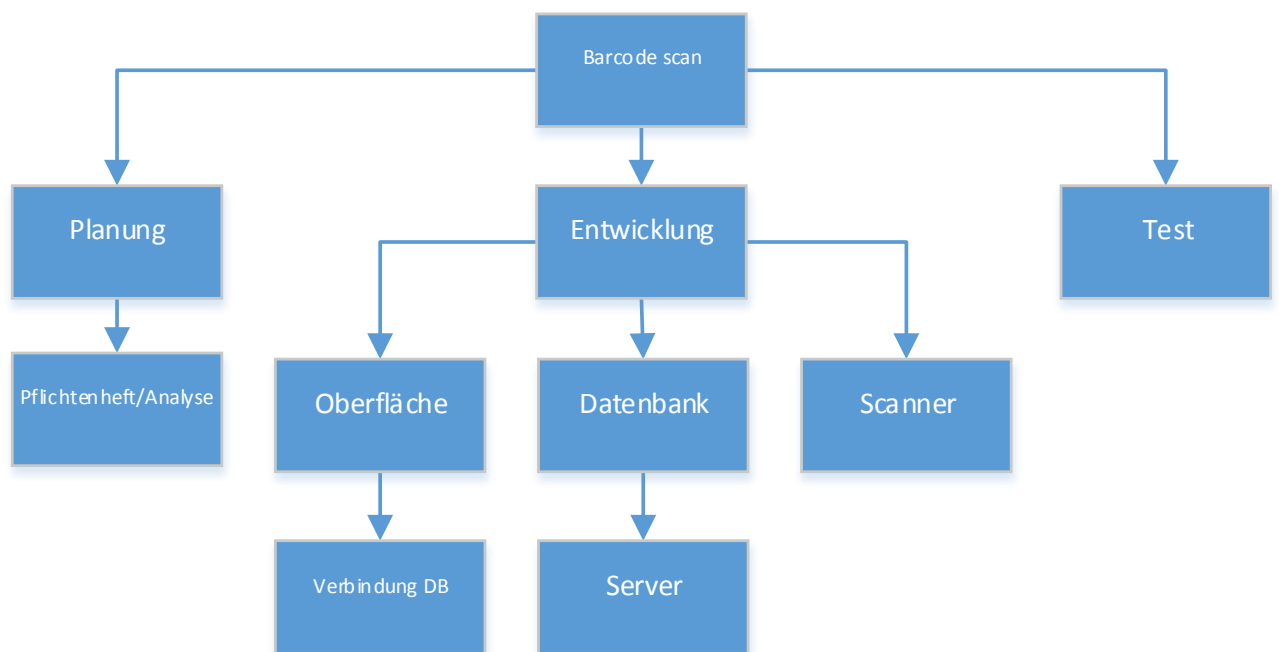 Barcode scan
Planung
Entwicklung
Test
Pflichtenheft/Analyse
Oberfläche
Datenbank
Scanner
Verbindung DB
Server